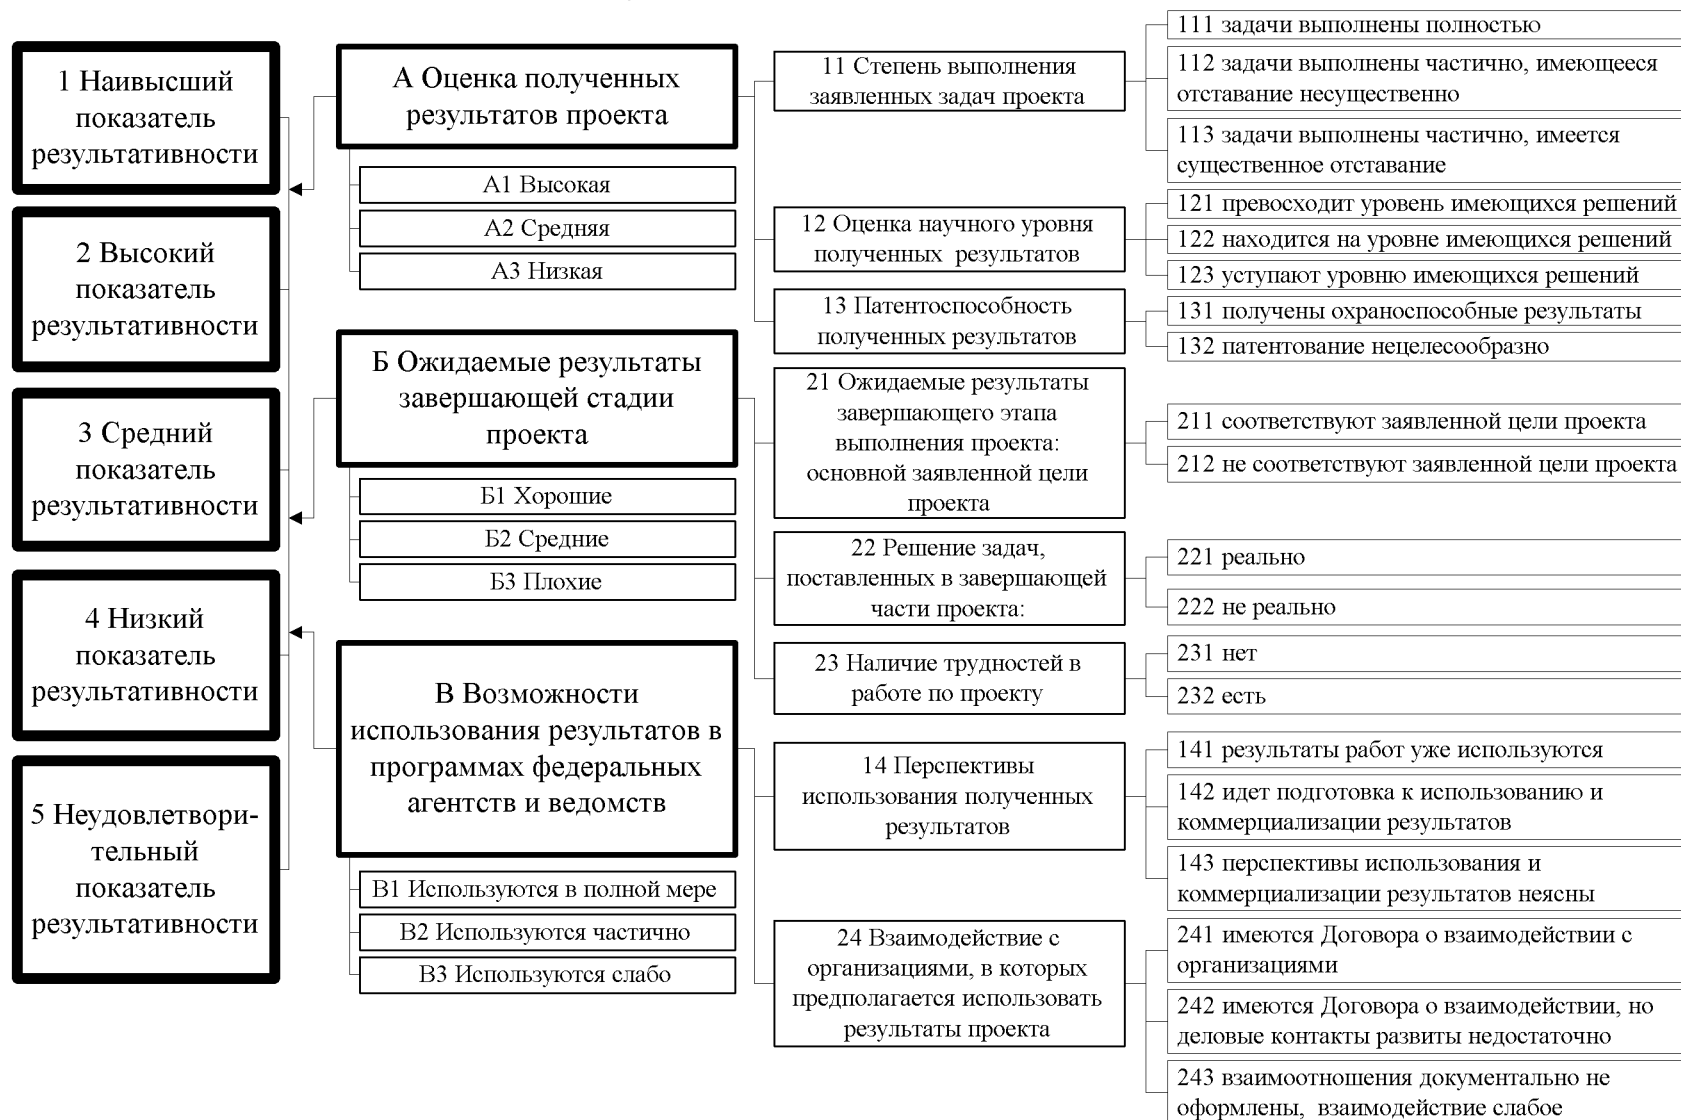 1 Наивысший
показатель
результативности
2 Высокий
показатель
результативности
3 Средний
показатель
результативности
4 Низкий
показатель
результативности
5 Неудовлетвори-
тельный
показатель
результативности
А Оценка полученных
результатов проекта
А1 Высокая
А2 Средняя
А3 Низкая
Б Ожидаемые результаты
завершающей стадии
проекта
Б1 Хорошие
Б2 Средние
Б3 Плохие
В Возможности
использования результатов в
программах федеральных
агентств и ведомств
В1 Используются в полной мере
В2 Используются частично
В3 Используются слабо
11 Степень выполнения
заявленных задач проекта
12 Оценка научного уровня
полученных результатов
13 Патентоспособность
полученных результатов
21 Ожидаемые результаты
завершающего этапа
выполнения проекта:
основной заявленной цели
проекта
22 Решение задач,
поставленных в завершающей
части проекта:
23 Наличие трудностей в
работе по проекту
14 Перспективы
использования полученных
результатов
24 Взаимодействие с
организациями, в которых
предполагается использовать
результаты проекта
111 задачи выполнены полностью
112 задачи выполнены частично, имеющееся
отставание несущественно
113 задачи выполнены частично, имеется
существенное отставание
121 превосходит уровень имеющихся решений
122 находится на уровне имеющихся решений
123 уступают уровню имеющихся решений
131 получены охраноспособные результаты
132 патентование нецелесообразно
211 соответствуют заявленной цели проекта
212 не соответствуют заявленной цели проекта
221 реально
222 не реально
231 нет
232 есть
141 результаты работ уже используются
142 идет подготовка к использованию и
коммерциализации результатов
143 перспективы использования и
коммерциализации результатов неясны
241 имеются Договора о взаимодействии с
организациями
242 имеются Договора о взаимодействии, но
деловые контакты развиты недостаточно
243 взаимоотношения документально не
оформлены, взаимодействие слабое